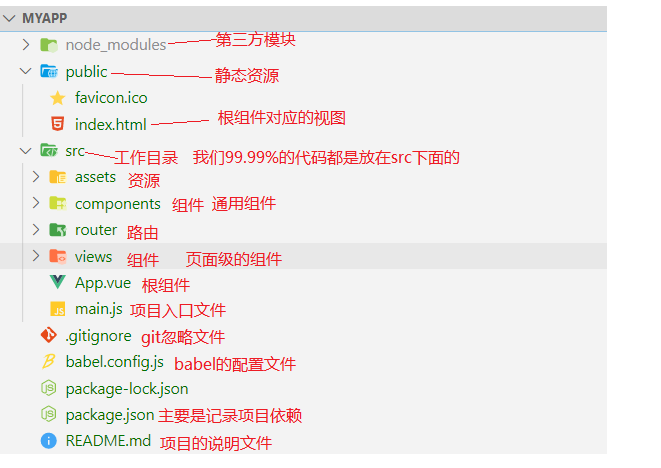 MYAPP
node_modules 第三方模块
public 静态资源
favicon.ico
index.html 根组件对应的视图
src 工作目录 我们99.99%的代码都是放在src下面的
assets 资源
components 组件 通用组件
router 路由
views 组件 页面级的组件
App.vue 根组件
main.js 项目入口文件
.gitignore git忽略文件
babel.config.js babel的配置文件
package-lock.json
package.json 主要是记录项目依赖
README.md 项目的说明文件